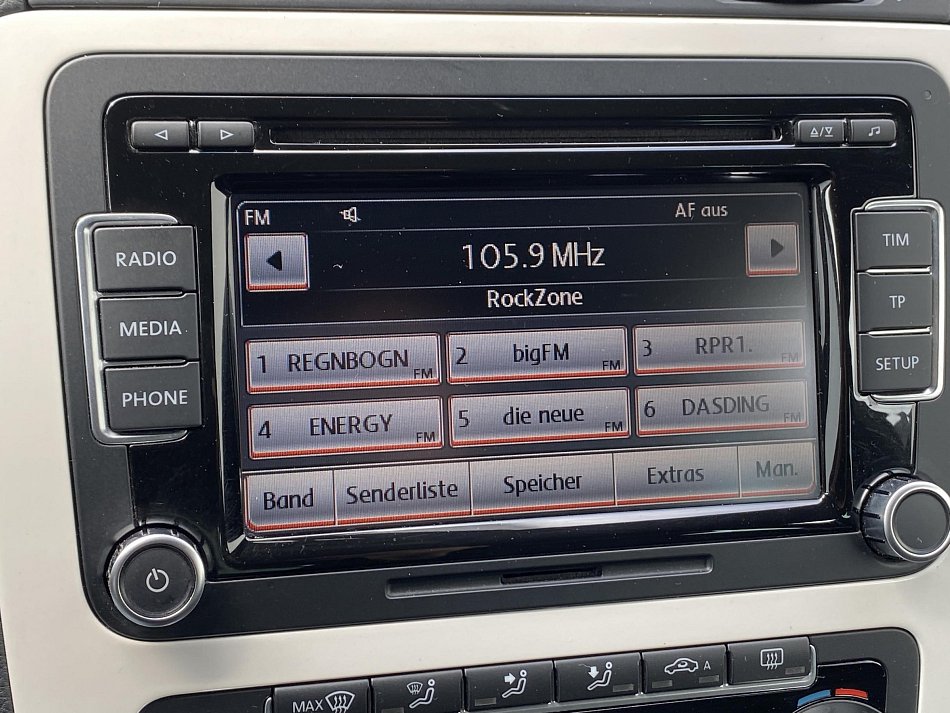 FM AF aus
105.9 MHz
RockZone
RADIO
MEDIA
PHONE
TIM
TP
SETUP
1 REGNBOGN FM
2 bigFM FM
3 RPR1. FM
4 ENERGY FM
5 die neue FM
6 DASDING FM
Band Senderliste Speicher Extras Man.
MAX
A